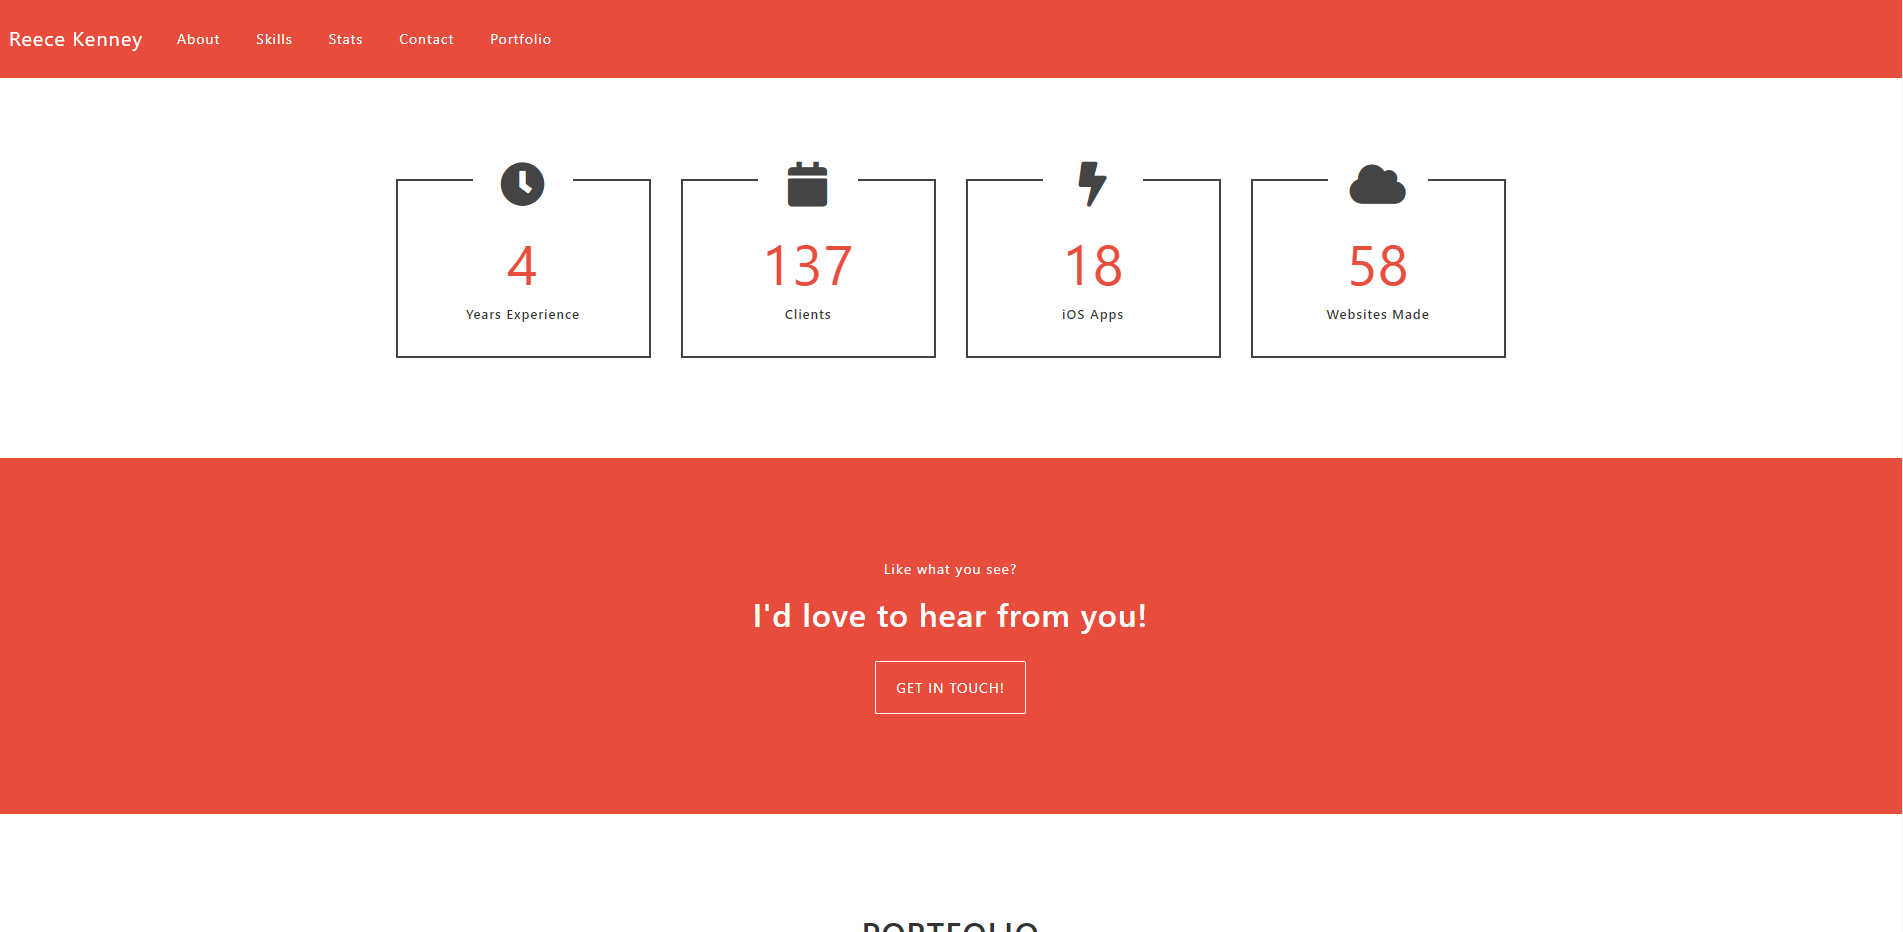 Reece Kenney About Skills Stats Contact Portfolio
4 137 18 58
Years Experience Clients iOS Apps Websites Made
Like what you see?
I'd love to hear from you!
GET IN TOUCH!
PORTFOLIO